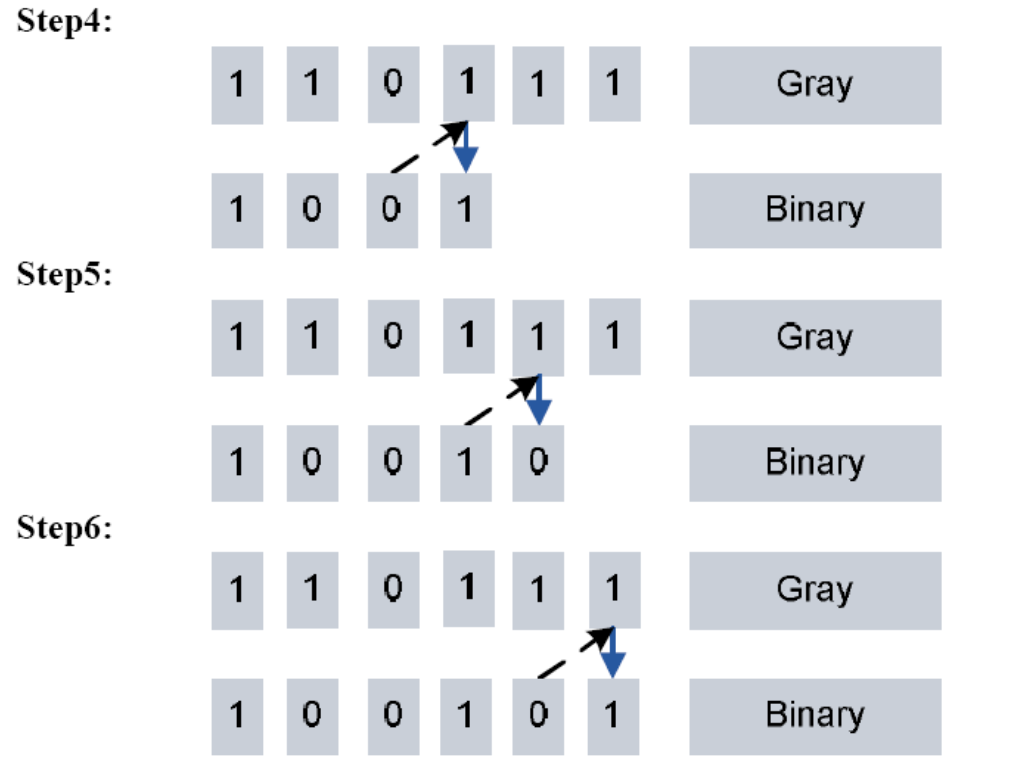 Step4:
1 1 0 1 1 1 Gray
1 0 0 1 Binary
Step5:
1 1 0 1 1 1 Gray
1 0 0 1 0 Binary
Step6:
1 1 0 1 1 1 Gray
1 0 0 1 0 1 Binary